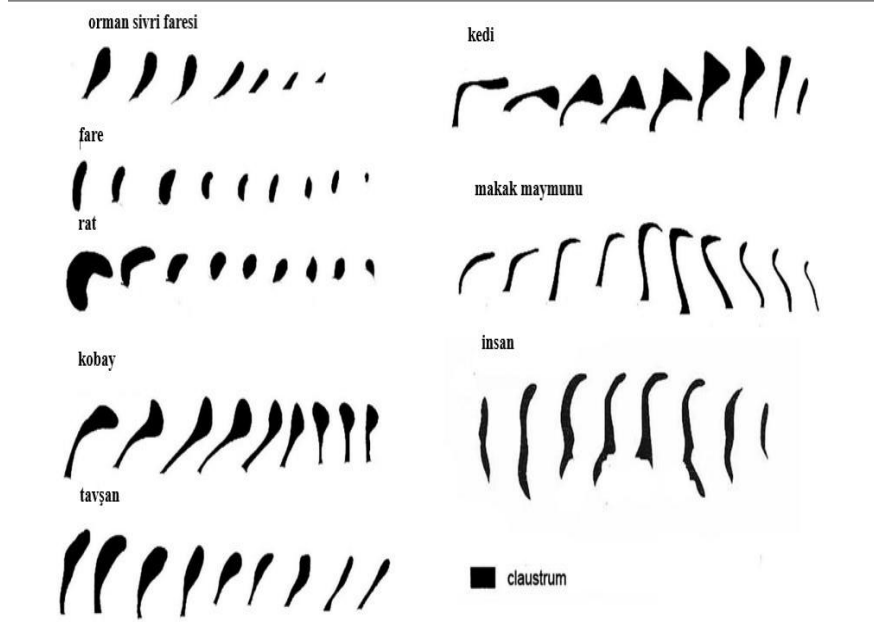 orman sivri faresi
fare
rat
kobay
tavşan
kedi
makak maymunu
insan
claustrum